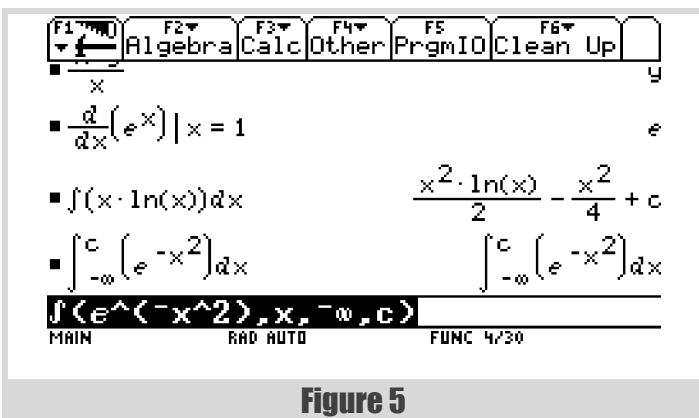 F1 F2 Algebra F3 Calc F4 Other F5 PrgmIO F6 Clean Up
x y
d/dx(e^x) | x = 1 e
∫(x·ln(x))dx x^2·ln(x)/2 - x^2/4 + c
∫_-∞^c (e^-x^2)dx ∫_-∞^c (e^-x^2)dx
∫(e^(-x^2),x,-∞,c)
MAIN RAD AUTO FUNC 4/30
Figure 5